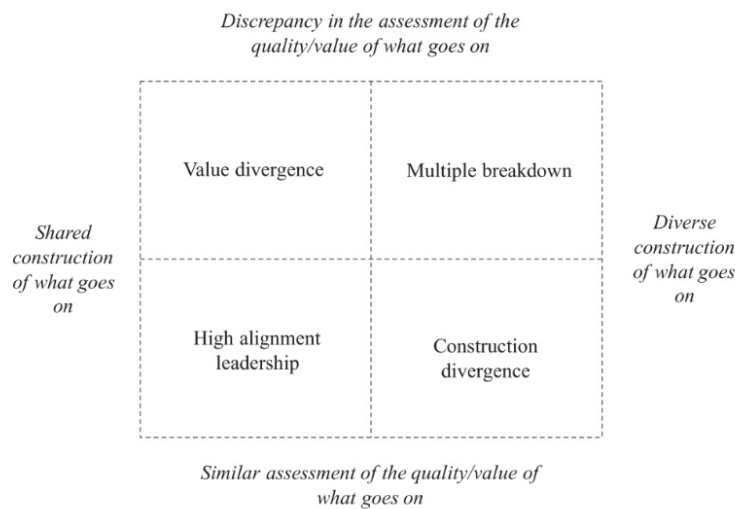 Discrepancy in the assessment of the
quality/value of what goes on
Value divergence
Multiple breakdown
Shared
construction
of what goes
on
Diverse
construction
of what goes
on
High alignment
leadership
Construction
divergence
Similar assessment of the quality/value of
what goes on